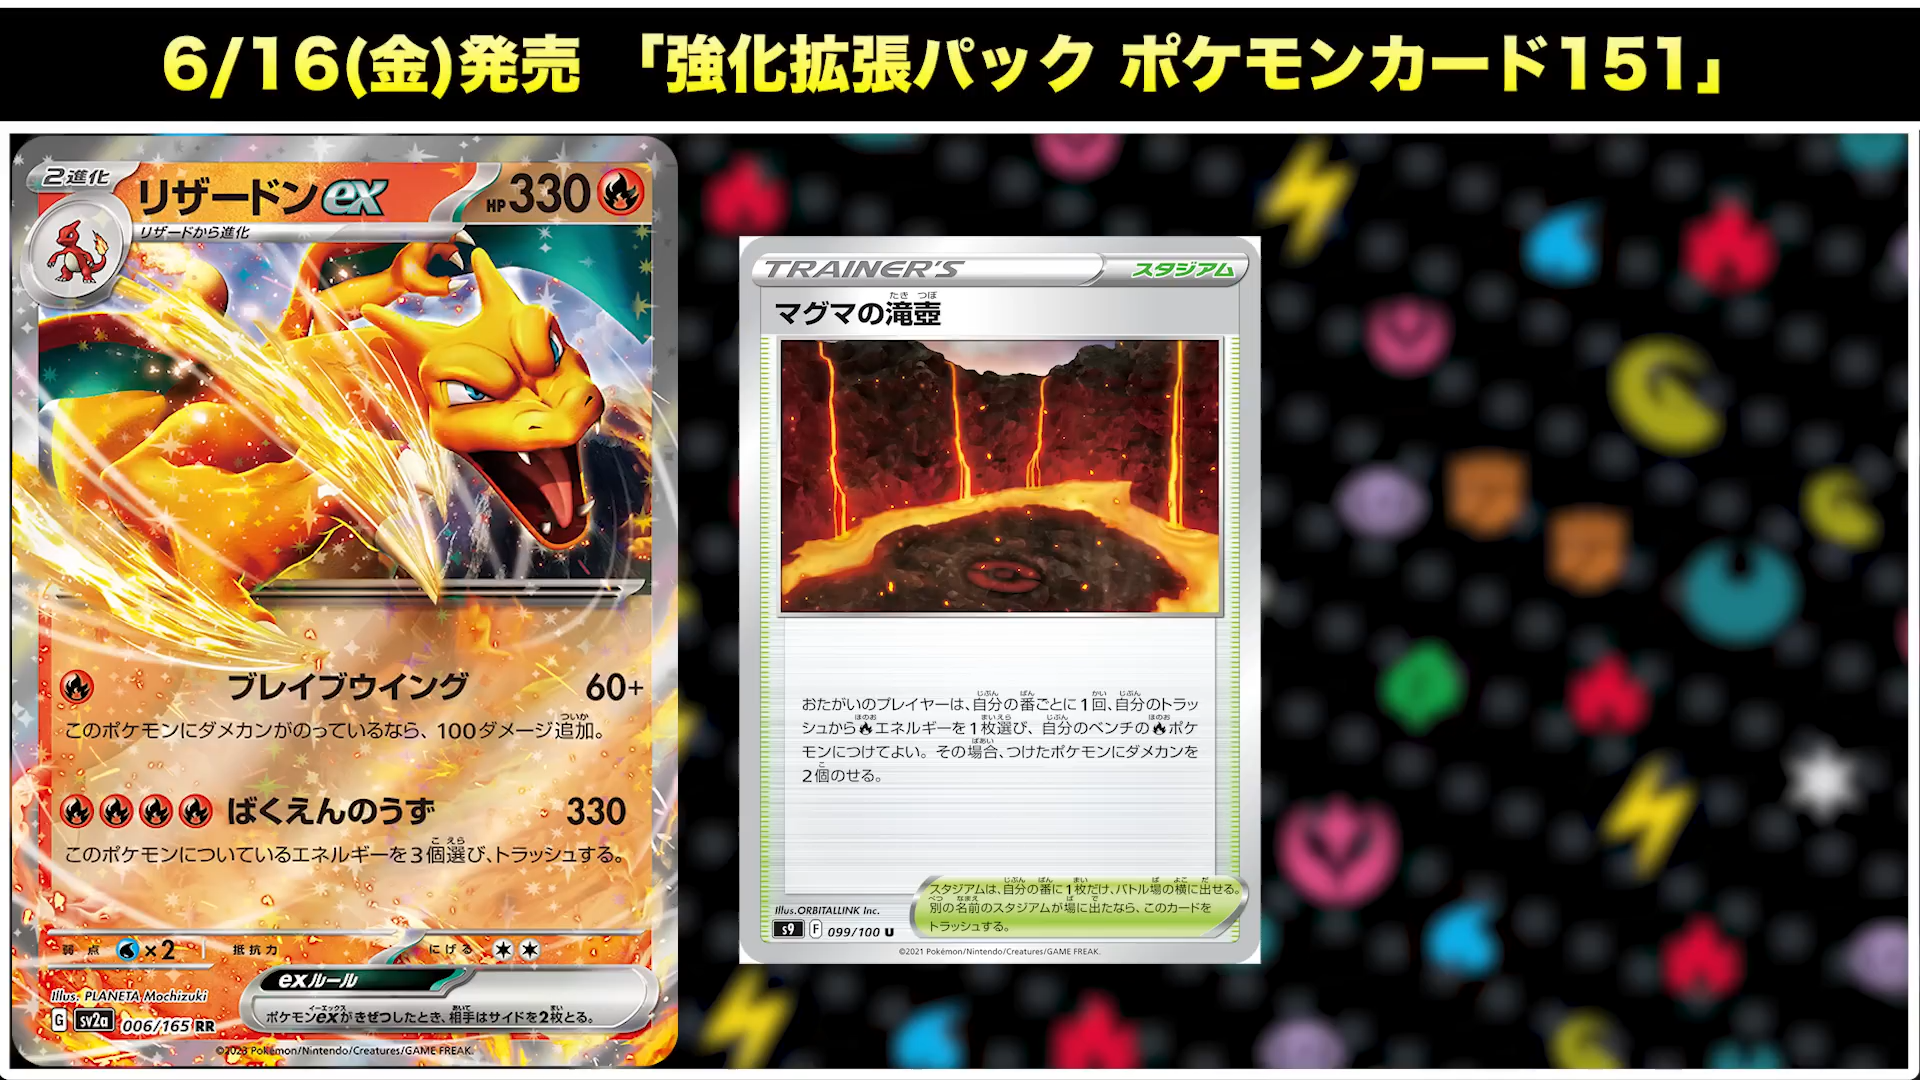 6/16(金)発売 「強化拡張パック ポケモンカード151」
2進化
リザードンex
HP330
リザードから進化
ブレイブウイング 60+
このポケモンにダメカンがのっているなら、100ダメージ追加。
ばくえんのうず 330
このポケモンについているエネルギーを3個選び、トラッシュする。
弱点 ×2 抵抗力 にげる
exルール
ポケモンexがきぜつしたとき、相手はサイドを2枚とる。
Illus. PLANETA Mochizuki
G sv2a 006/165 RR
©2023 Pokémon/Nintendo/Creatures/GAME FREAK.
TRAINER'S スタジアム
マグマの滝壺
おたがいのプレイヤーは、自分の番ごとに1回、自分のトラッ
シュからエネルギーを1枚選び、自分のベンチのポケ
モンにつけてよい。その場合、つけたポケモンにダメカンを
2個のせる。
スタジアムは、自分の番に1枚だけ、バトル場の横に出せる。
別の名前のスタジアムが場に出たなら、このカードを
トラッシュする。
Illus.ORBITALLINK Inc.
s9 F 099/100 U
©2021 Pokémon/Nintendo/Creatures/GAME FREAK.